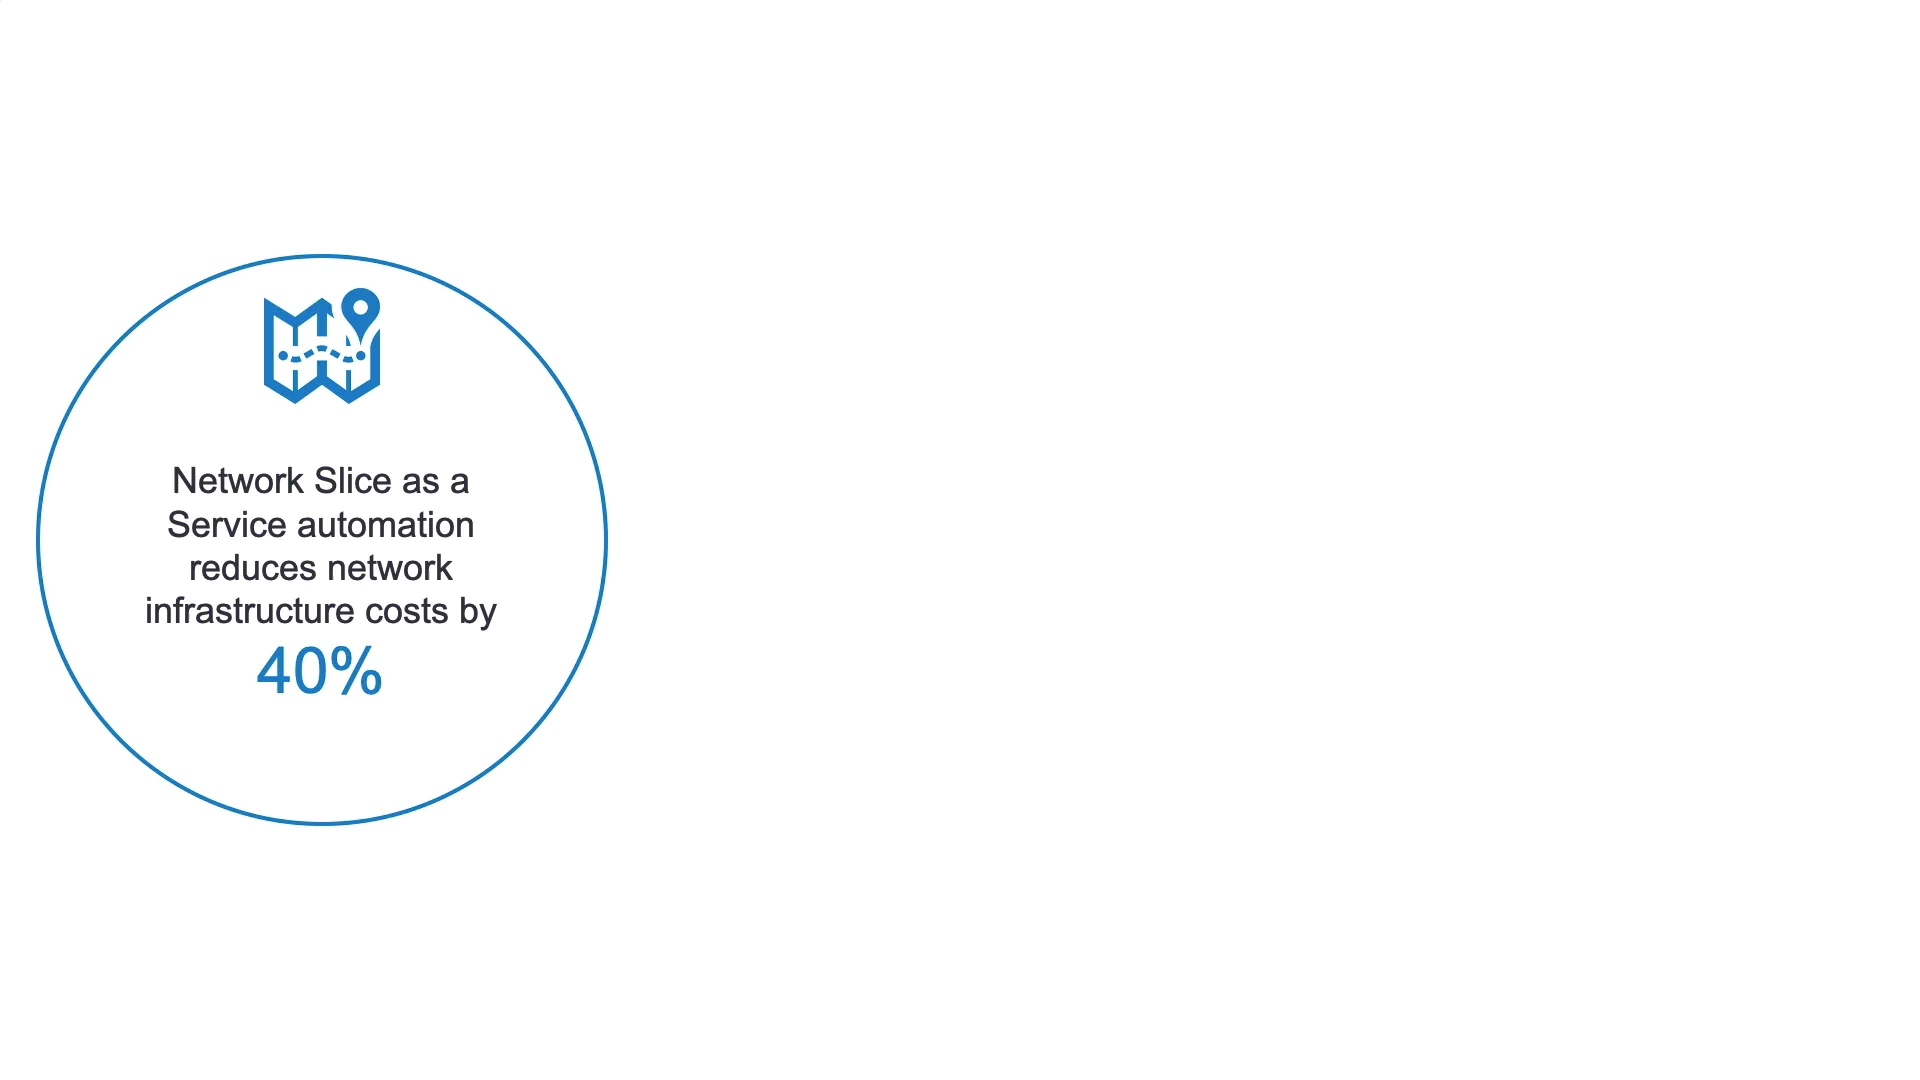 Network Slice as a
Service automation
reduces network
infrastructure costs by
40%